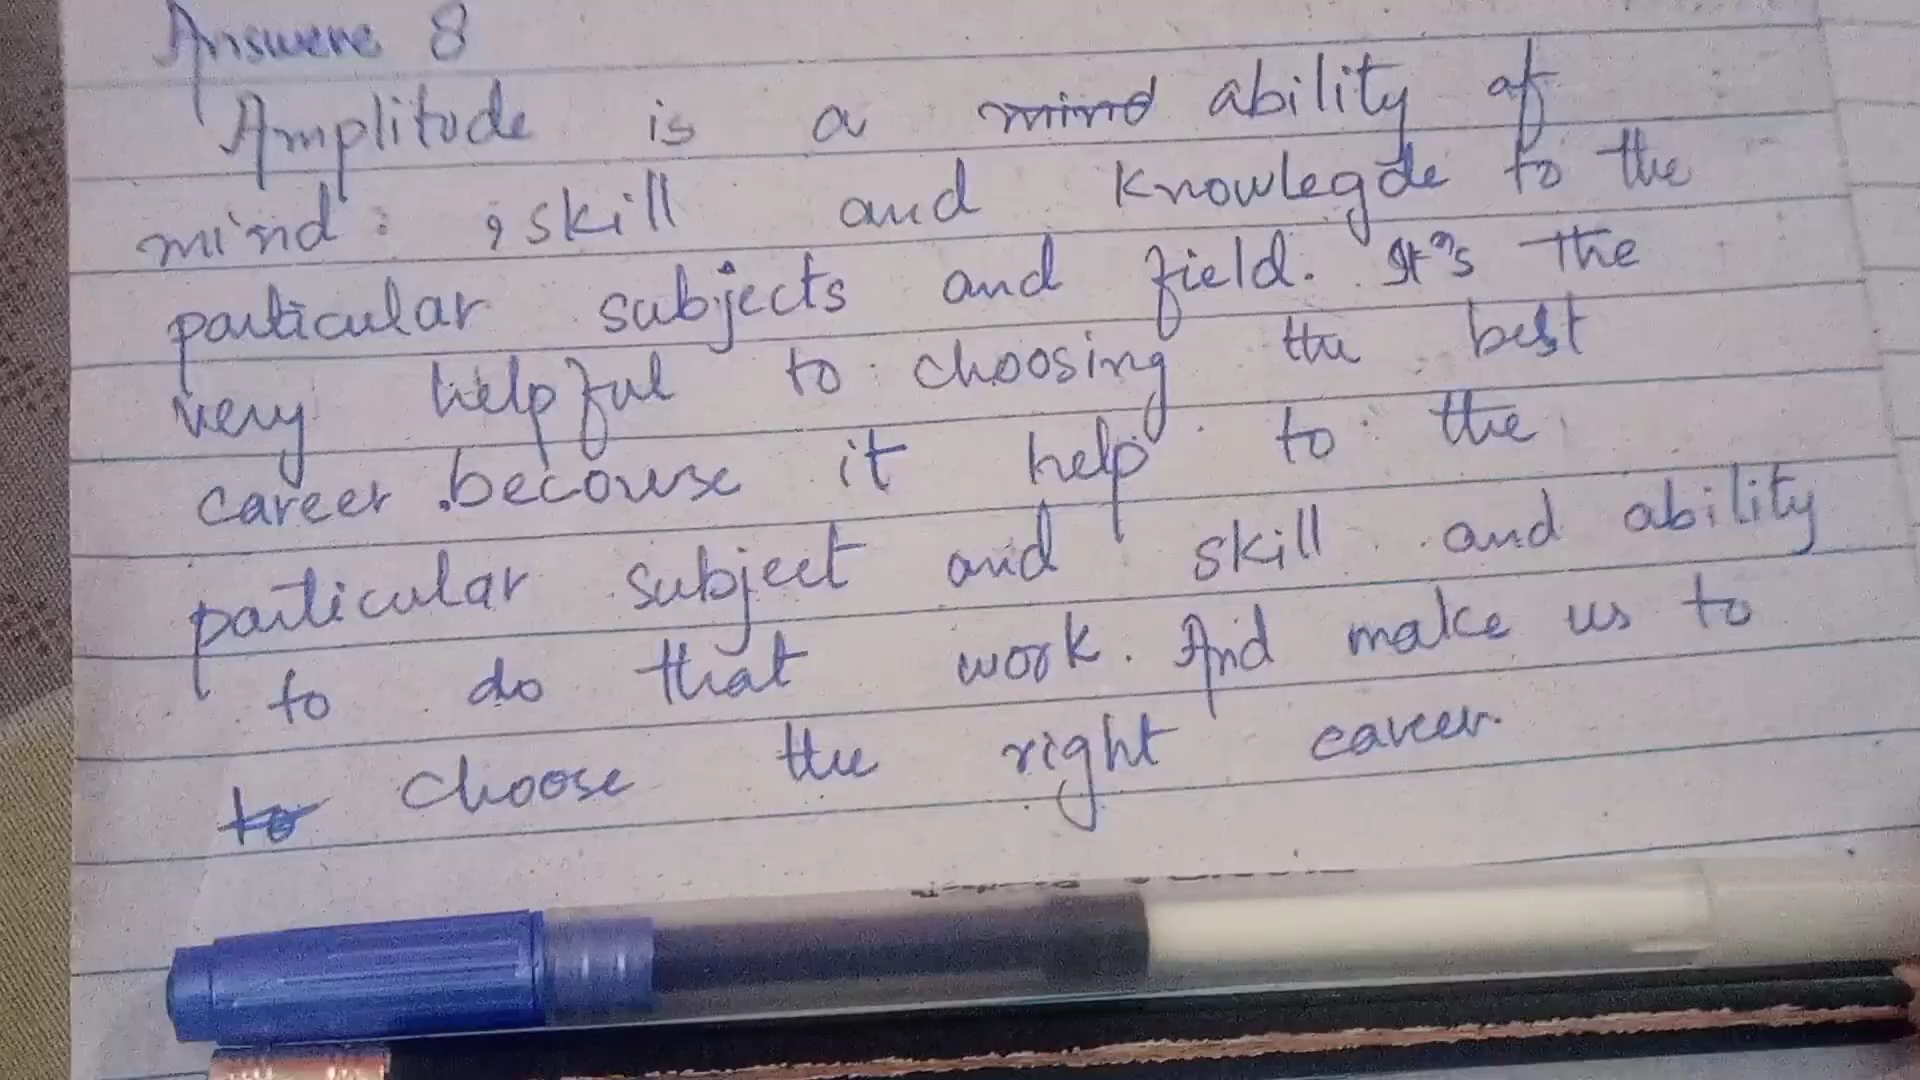 Answere 8
Amplitude is a mind ability of
mind: , skill and knowlegde to the
particular subjects and field. It's the
very helpful to choosing the best
career .becouse it help to the
particular subject and skill and ability
to do that work. And make us to
to choose the right career.